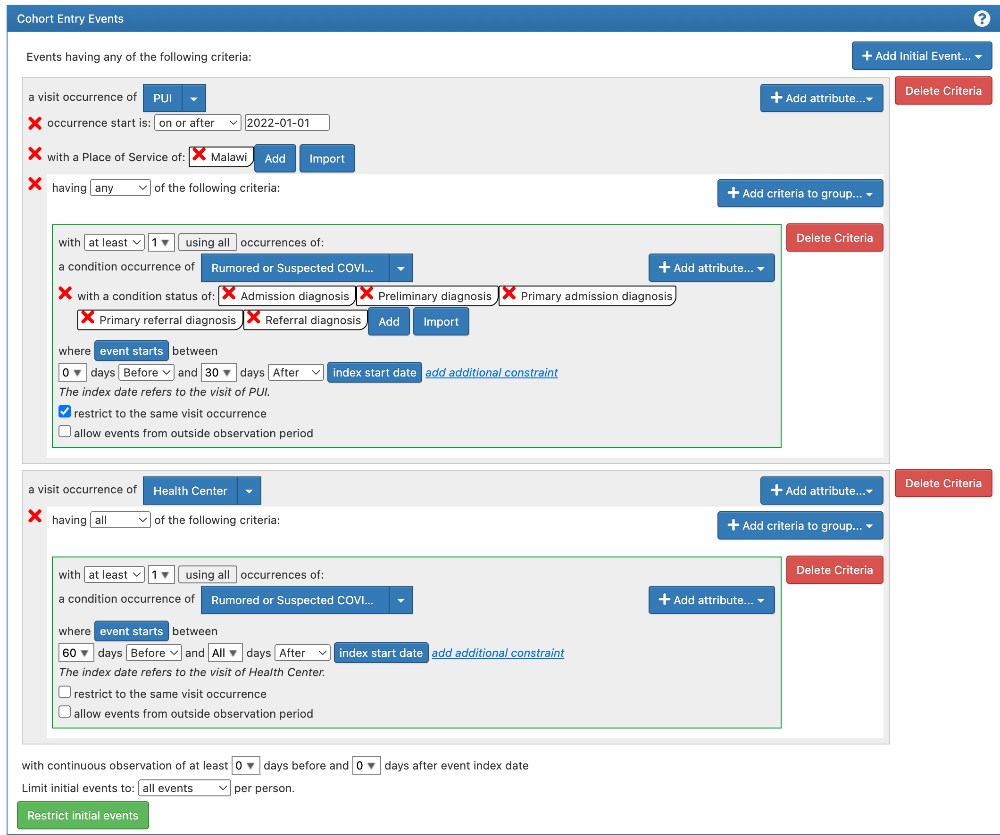 Cohort Entry Events ?
Events having any of the following criteria:
+ Add Initial Event...
a visit occurrence of PUI
+ Add attribute...
Delete Criteria
occurrence start is: on or after 2022-01-01
with a Place of Service of: Malawi Add Import
having any of the following criteria:
+ Add criteria to group...
with at least 1 using all occurrences of:
Delete Criteria
a condition occurrence of Rumored or Suspected COVI...
+ Add attribute...
with a condition status of: Admission diagnosis Preliminary diagnosis Primary admission diagnosis
Primary referral diagnosis Referral diagnosis Add Import
where event starts between
0 days Before and 30 days After index start date add additional constraint
The index date refers to the visit of PUI.
restrict to the same visit occurrence
allow events from outside observation period
a visit occurrence of Health Center
+ Add attribute...
Delete Criteria
having all of the following criteria:
+ Add criteria to group...
with at least 1 using all occurrences of:
Delete Criteria
a condition occurrence of Rumored or Suspected COVI...
+ Add attribute...
where event starts between
60 days Before and All days After index start date add additional constraint
The index date refers to the visit of Health Center.
restrict to the same visit occurrence
allow events from outside observation period
with continuous observation of at least 0 days before and 0 days after event index date
Limit initial events to: all events per person.
Restrict initial events